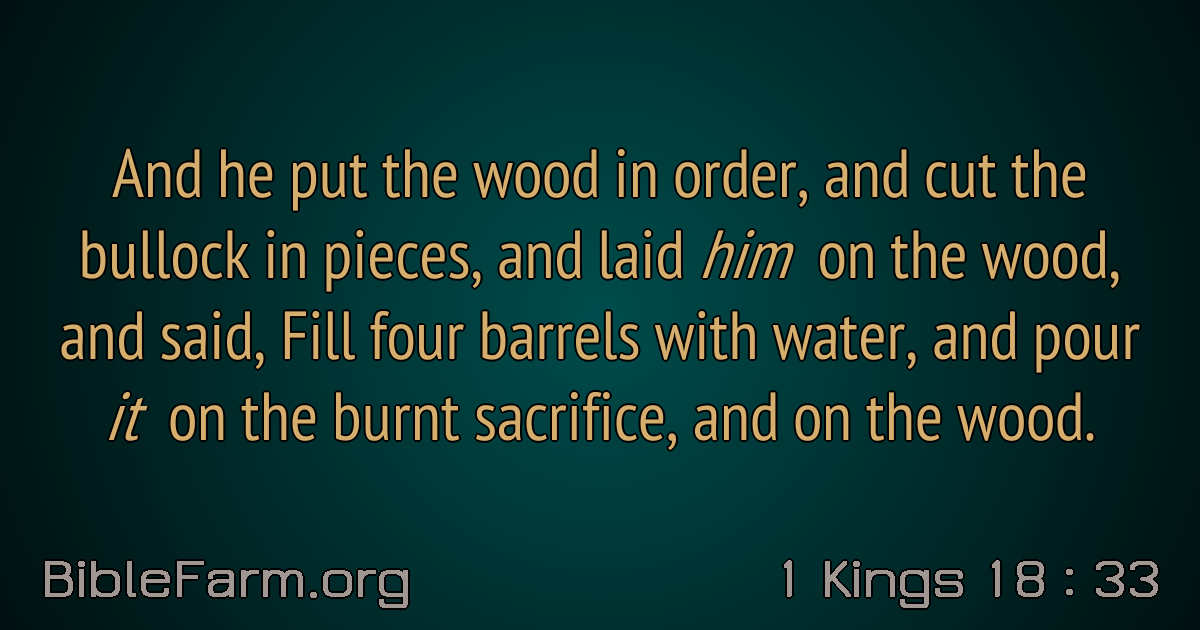 And he put the wood in order, and cut the
bullock in pieces, and laid him on the wood,
and said, Fill four barrels with water, and pour
it on the burnt sacrifice, and on the wood.
BibleFarm.org
1 Kings 18 : 33